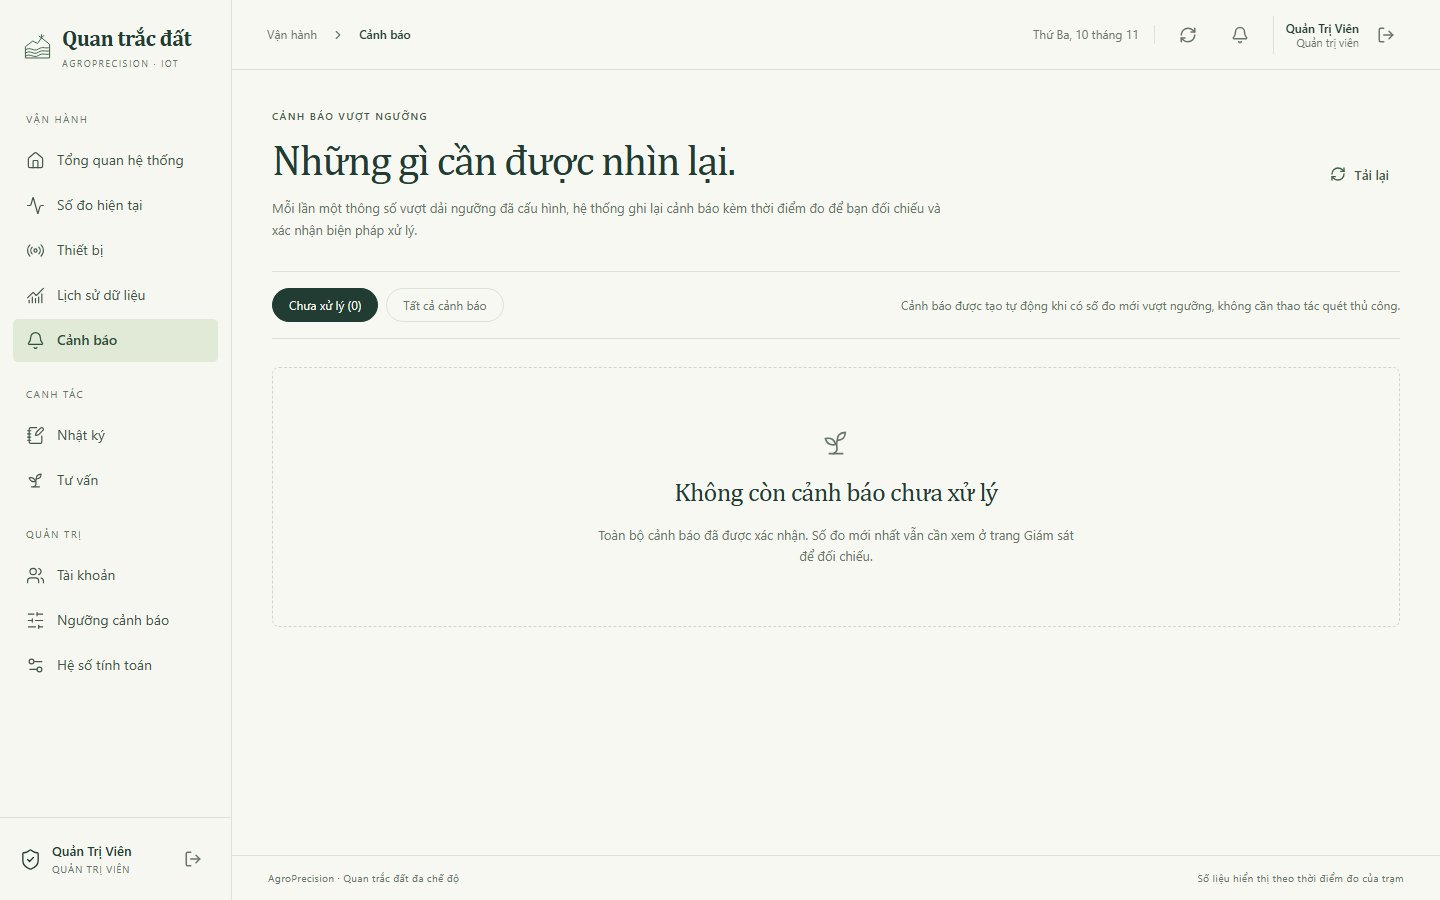 Quan trắc đất
AGROPRECISION · IOT
VẬN HÀNH
Tổng quan hệ thống
Số đo hiện tại
Thiết bị
Lịch sử dữ liệu
Cảnh báo
CANH TÁC
Nhật ký
Tư vấn
QUẢN TRỊ
Tài khoản
Ngưỡng cảnh báo
Hệ số tính toán
Quản Trị Viên
QUẢN TRỊ VIÊN
Vận hành
Cảnh báo
Thứ Ba, 10 tháng 11
Quản Trị Viên
Quản trị viên
CẢNH BÁO VƯỢT NGƯỠNG
Những gì cần được nhìn lại.
Mỗi lần một thông số vượt dải ngưỡng đã cấu hình, hệ thống ghi lại cảnh báo kèm thời điểm đo để bạn đối chiếu và
xác nhận biện pháp xử lý.
Tải lại
Chưa xử lý (0)
Tất cả cảnh báo
Cảnh báo được tạo tự động khi có số đo mới vượt ngưỡng, không cần thao tác quét thủ công.
Không còn cảnh báo chưa xử lý
Toàn bộ cảnh báo đã được xác nhận. Số đo mới nhất vẫn cần xem ở trang Giám sát
để đối chiếu.
AgroPrecision · Quan trắc đất đa chế độ
Số liệu hiển thị theo thời điểm đo của trạm